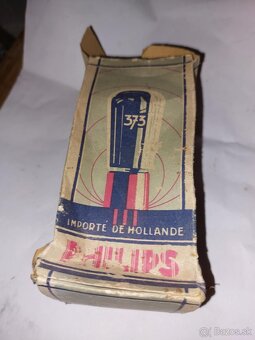 373
IMPORTÉ DE HOLLANDE
PHILIPS
bazos.sk